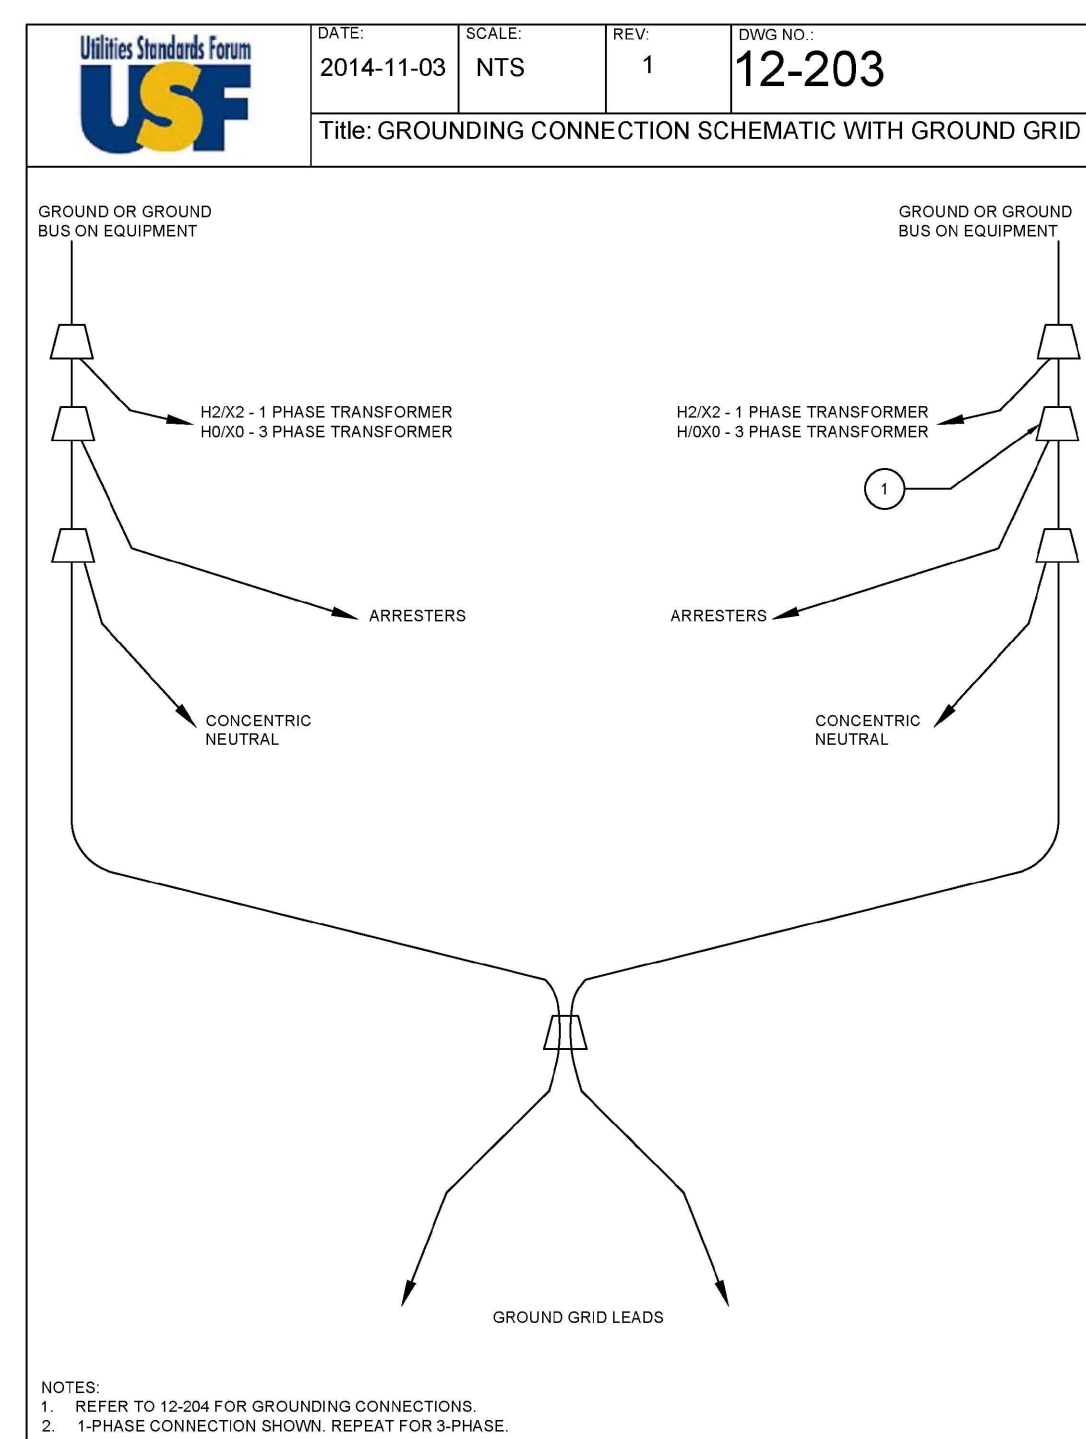 Utilities Standards Forum
USF
DATE:
2014-11-03
SCALE:
NTS
REV:
1
DWG NO.:
12-203
Title: GROUNDING CONNECTION SCHEMATIC WITH GROUND GRID
GROUND OR GROUND
BUS ON EQUIPMENT
GROUND OR GROUND
BUS ON EQUIPMENT
H2/X2 - 1 PHASE TRANSFORMER
H0/X0 - 3 PHASE TRANSFORMER
H2/X2 - 1 PHASE TRANSFORMER
H/0X0 - 3 PHASE TRANSFORMER
1
ARRESTERS
ARRESTERS
CONCENTRIC
NEUTRAL
CONCENTRIC
NEUTRAL
GROUND GRID LEADS
NOTES:
1. REFER TO 12-204 FOR GROUNDING CONNECTIONS.
2. 1-PHASE CONNECTION SHOWN. REPEAT FOR 3-PHASE.